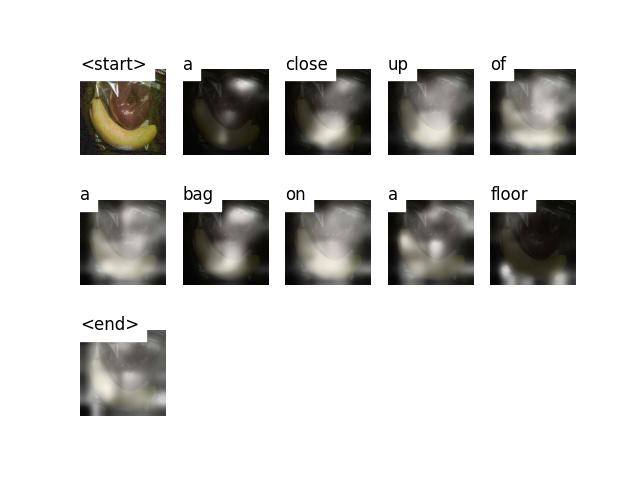 <start> a close up of
a bag on a floor
<end>